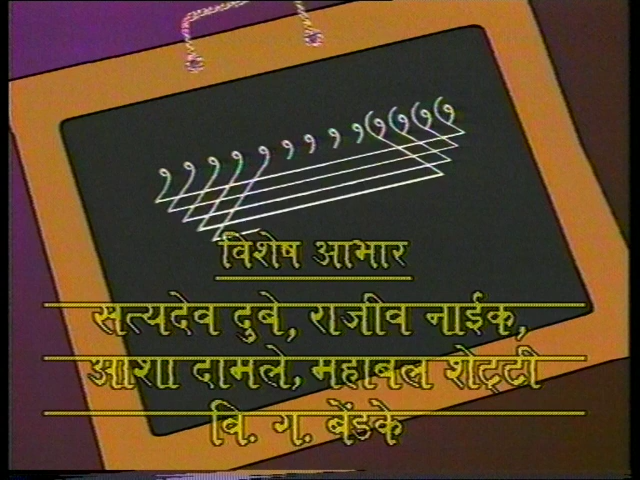 विशेष आभार
सत्यदेव दुबे, राजीव नाईक,
आशा दामले, महाबल शेट्टी
वि. ग. बेंडके